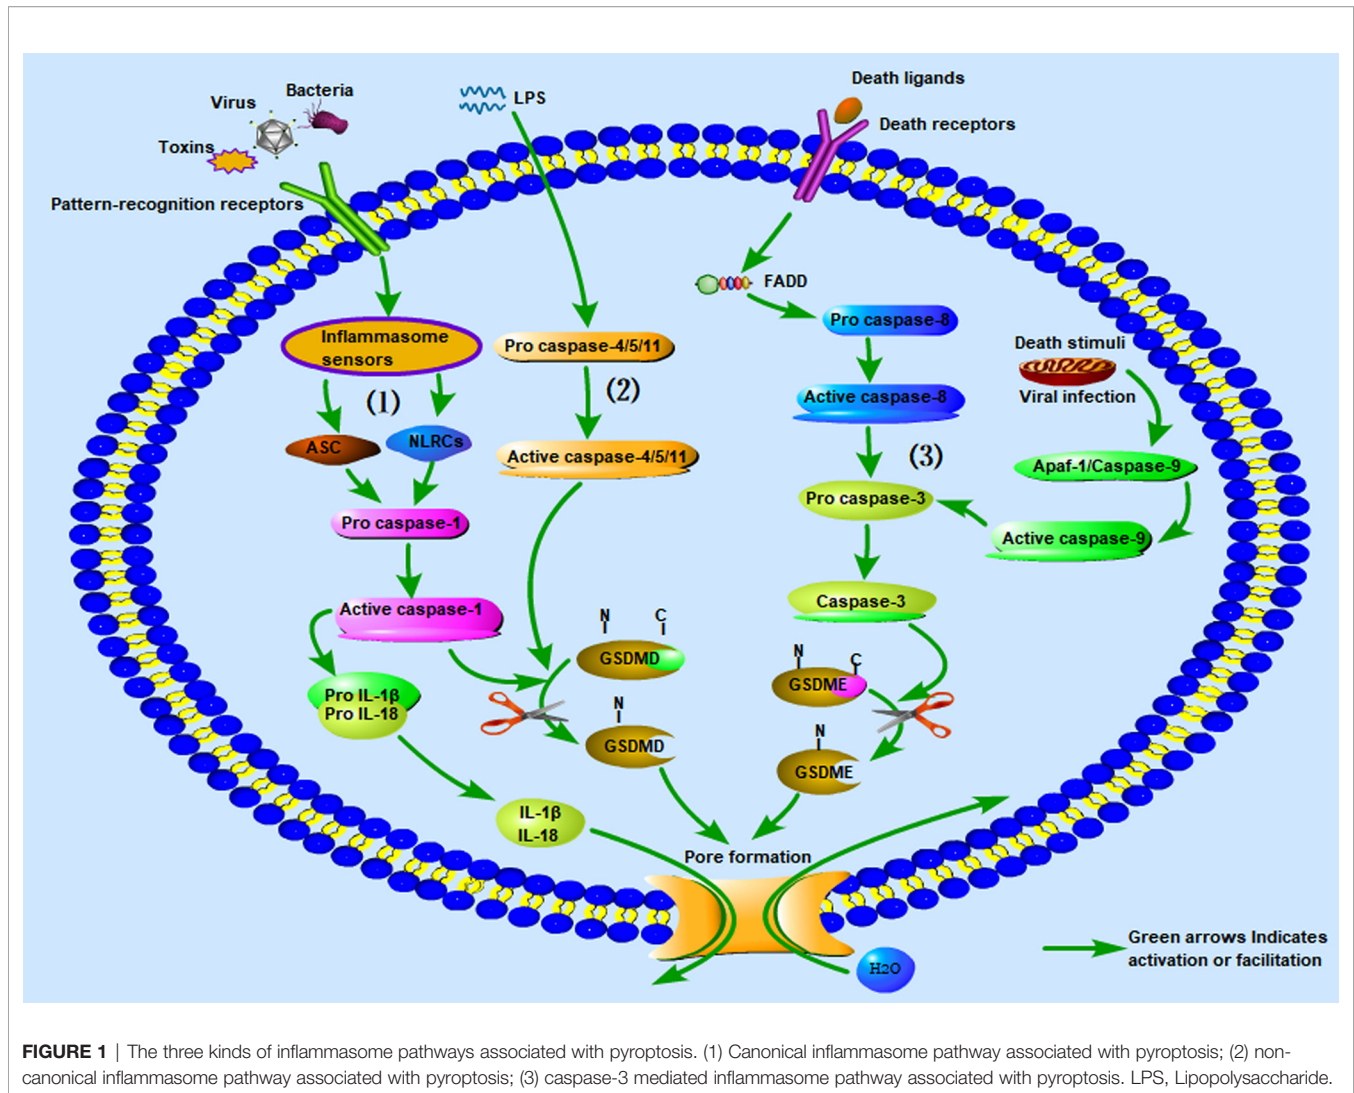 Death ligands
Bacteria
LPS
Virus
Death receptors
Toxins
Pattern-recognition receptors
FADD
Pro caspase-8
Inflammasome
sensors
Pro caspase-4/5/11
Death stimuli
(1)
(2)
Active caspase-8
Viral infection
ASC
NLRCs
Active caspase-4/5/11
(3)
Apaf-1/Caspase-9
Pro caspase-3
Pro caspase-1
Active caspase-9
Active caspase-1
Caspase-3
N
C
GSDMD
N
C
GSDME
Pro IL-1β
Pro IL-18
N
GSDMD
N
GSDME
IL-1β
IL-18
Pore formation
H2O
Green arrows Indicates
activation or facilitation
FIGURE 1 | The three kinds of inflammasome pathways associated with pyroptosis. (1) Canonical inflammasome pathway associated with pyroptosis; (2) non-
canonical inflammasome pathway associated with pyroptosis; (3) caspase-3 mediated inflammasome pathway associated with pyroptosis. LPS, Lipopolysaccharide.